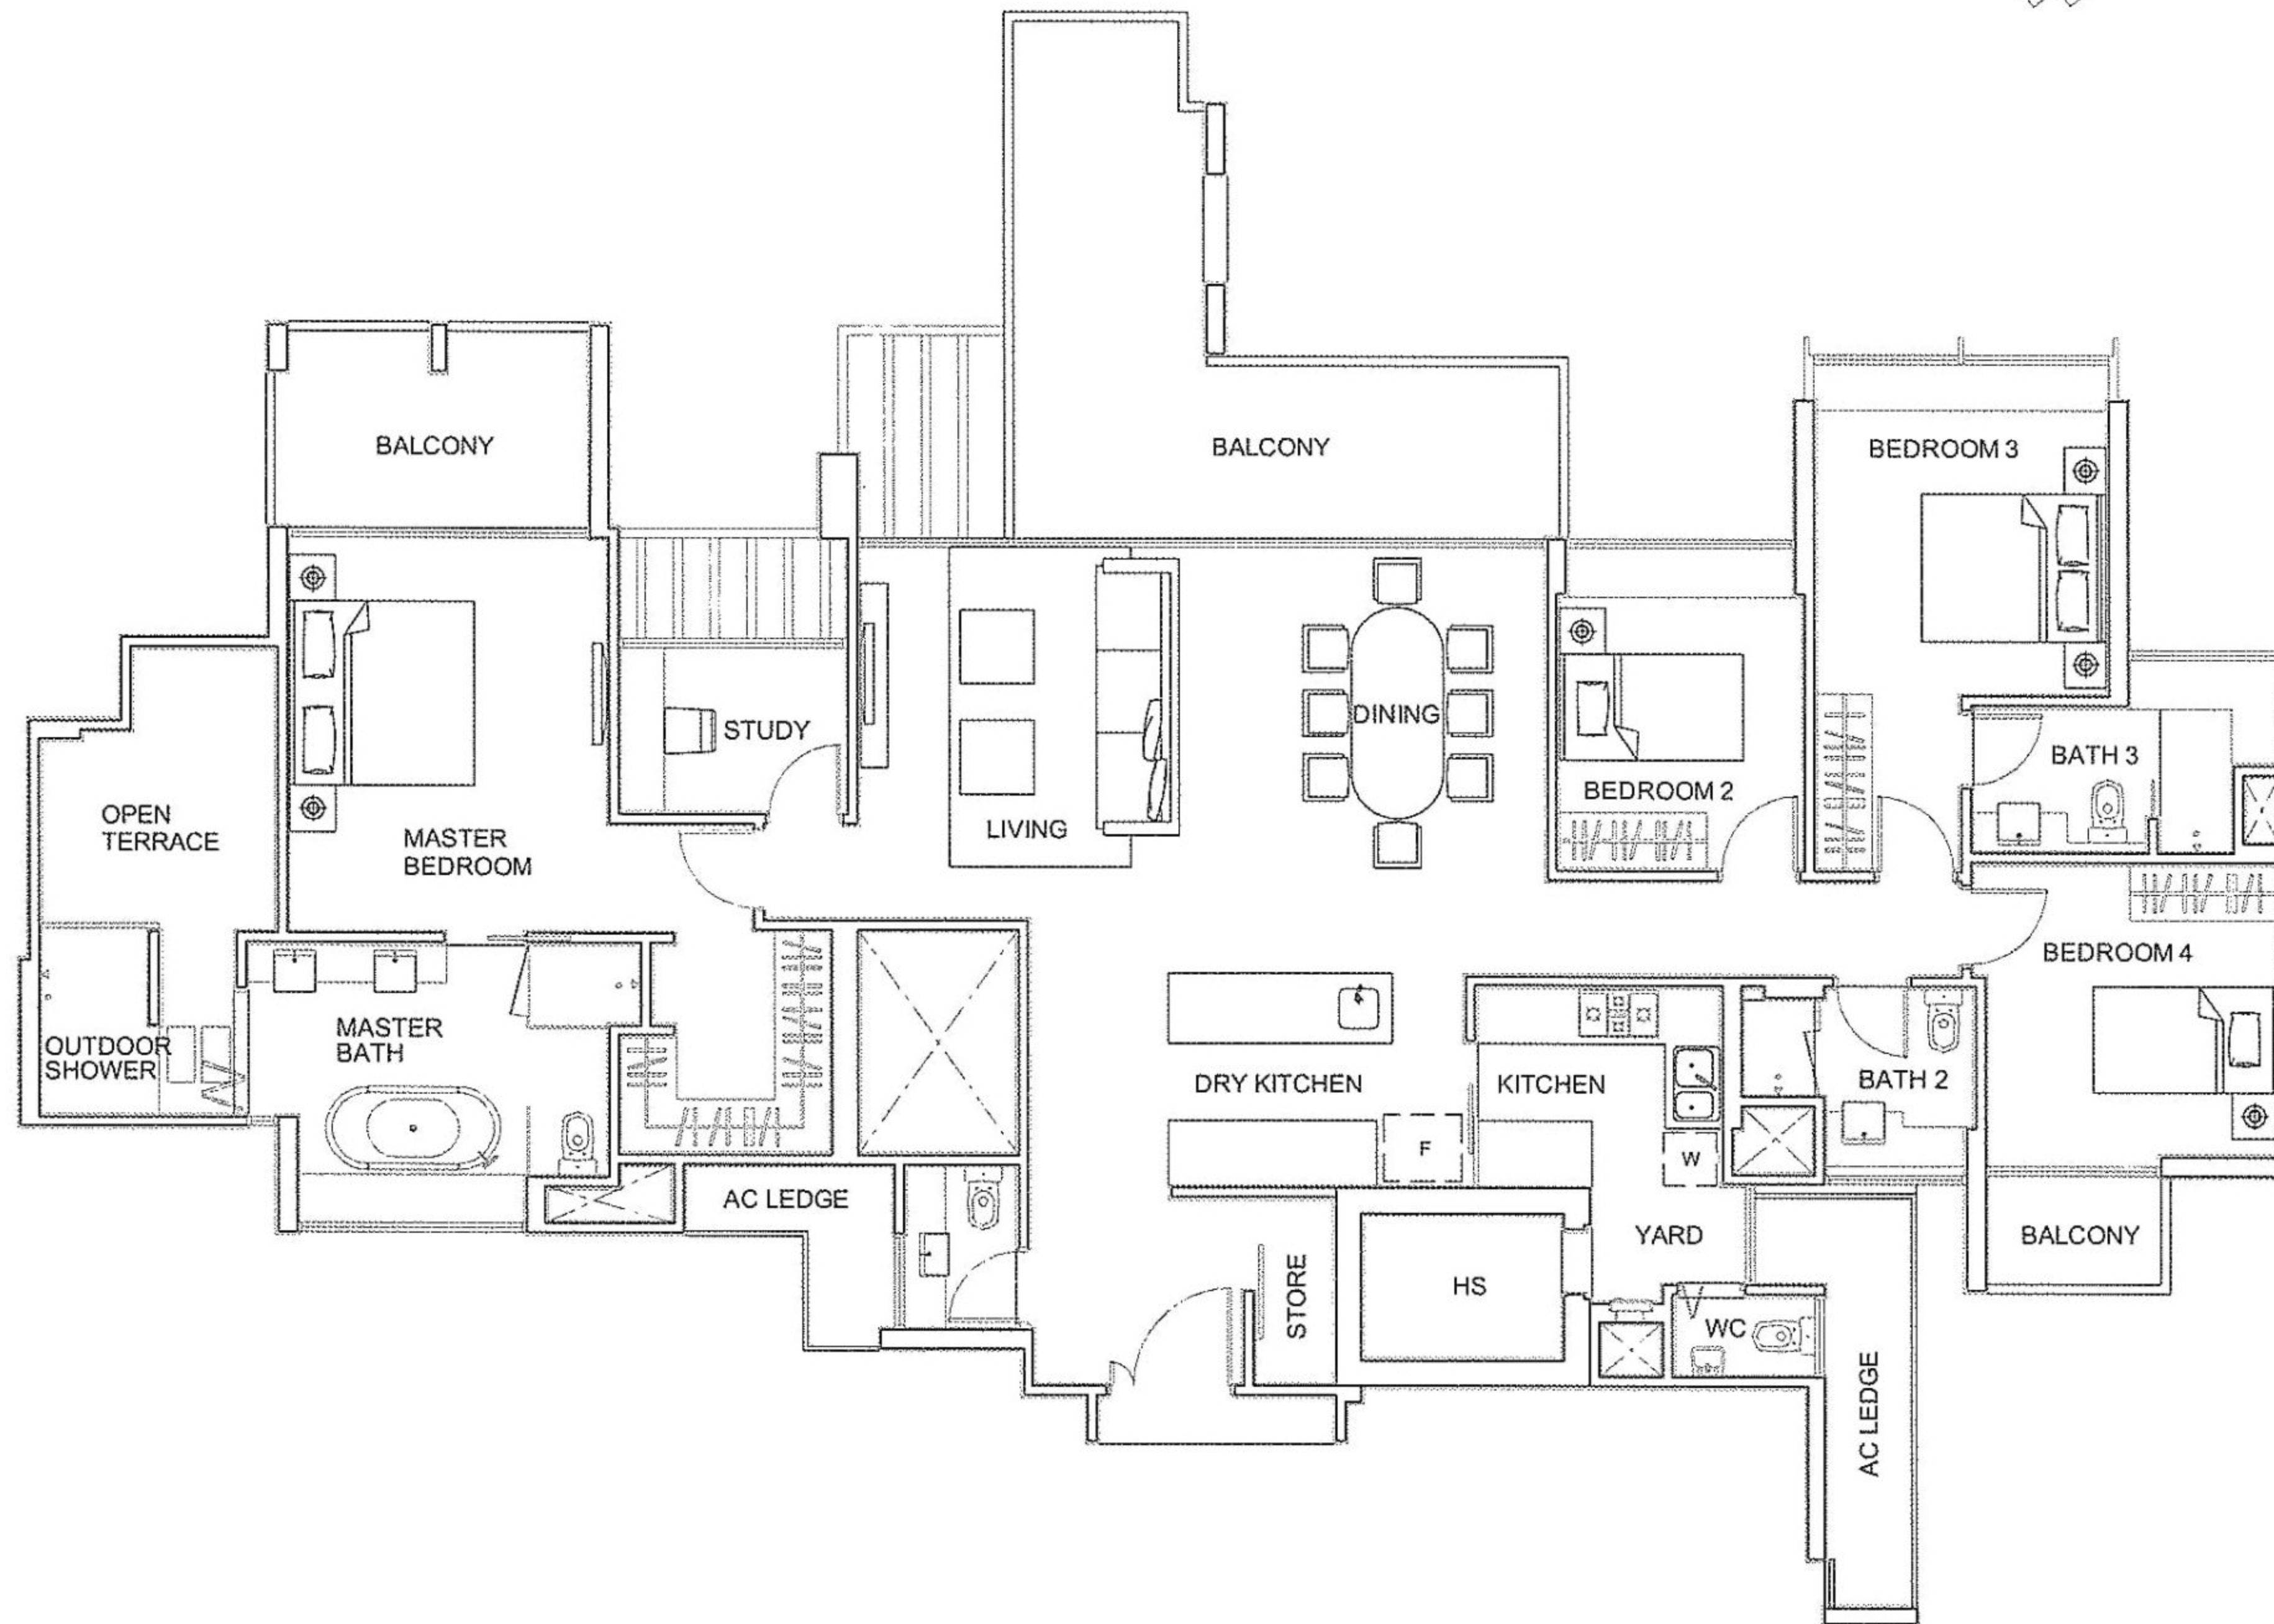 BALCONY
BALCONY
BEDROOM 3
STUDY
DINING
BATH 3
BEDROOM 2
OPEN
TERRACE
LIVING
MASTER
BEDROOM
BEDROOM 4
MASTER
BATH
OUTDOOR
SHOWER
DRY KITCHEN
KITCHEN
BATH 2
F
W
AC LEDGE
YARD
BALCONY
HS
STORE
WC
AC LEDGE